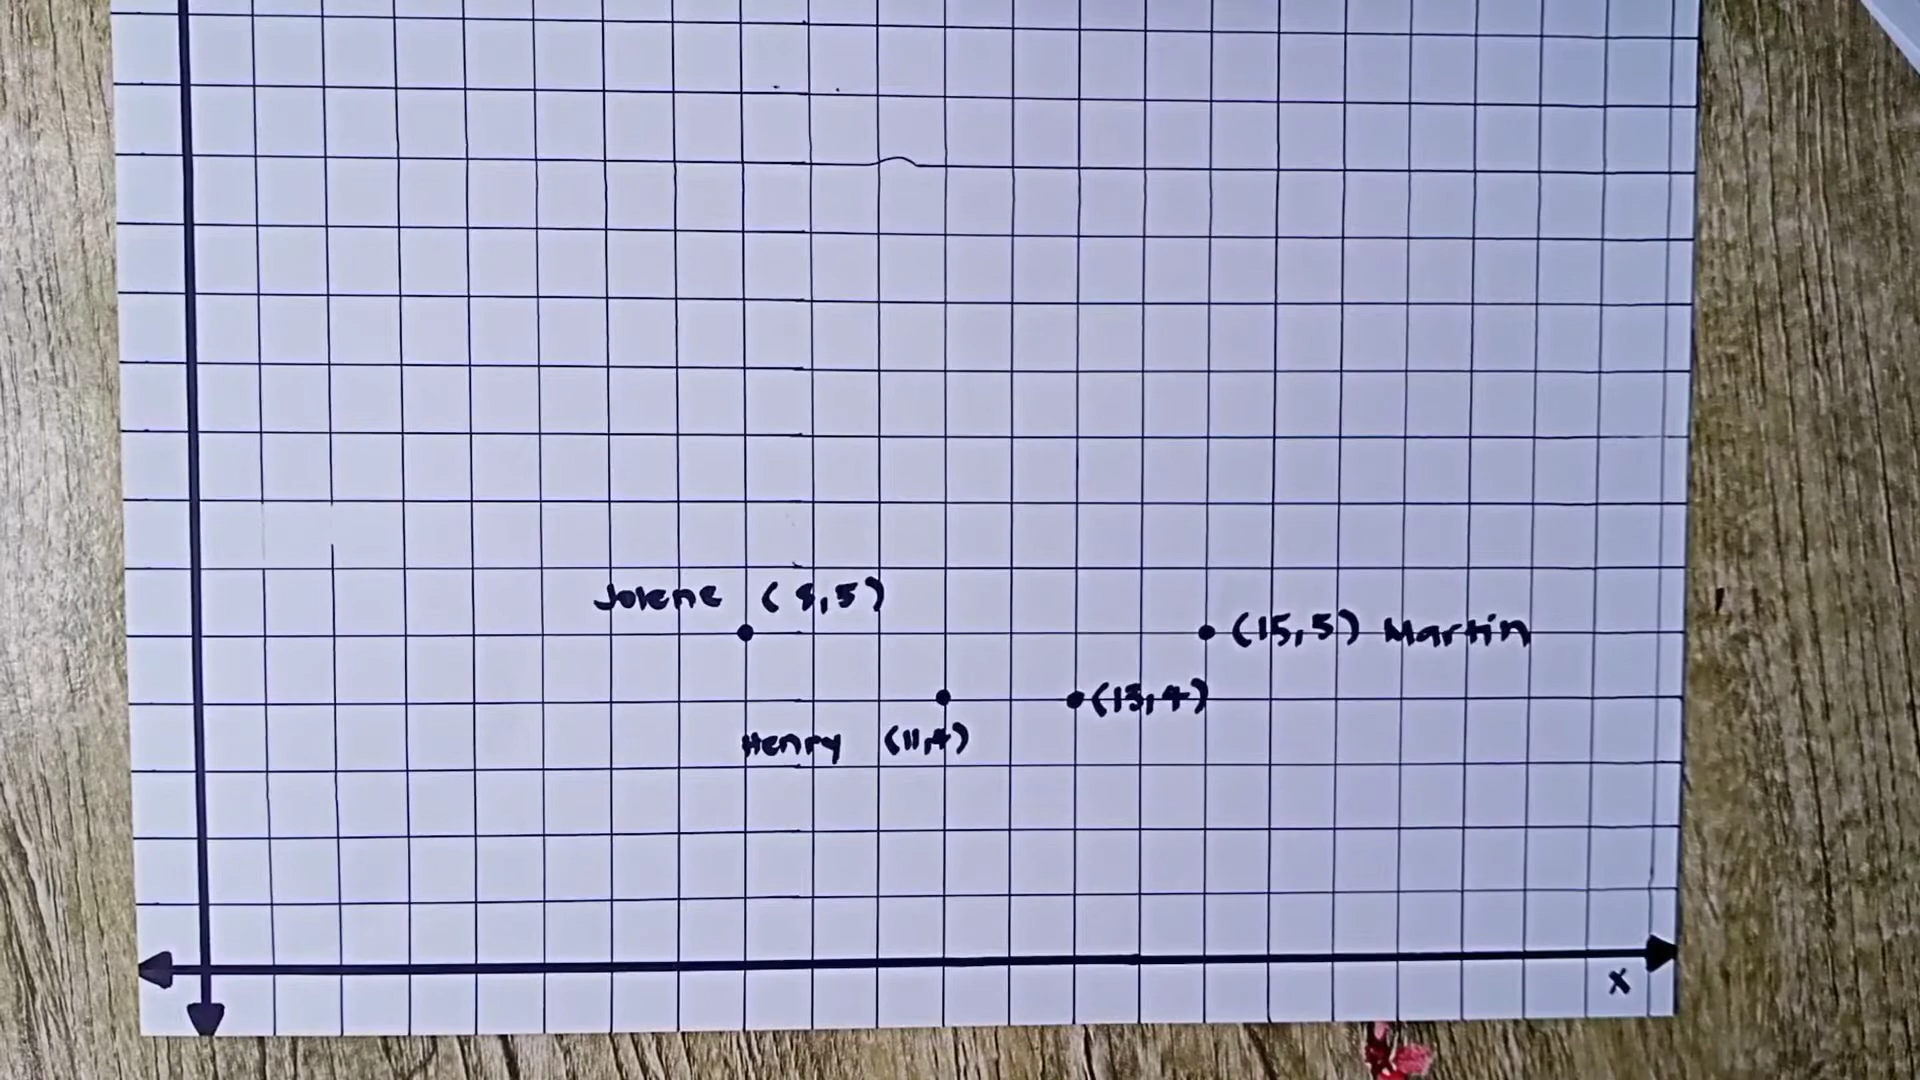 Jolene (8,5)
(15,5) Martin
(13,4)
Henry (11,4)
x